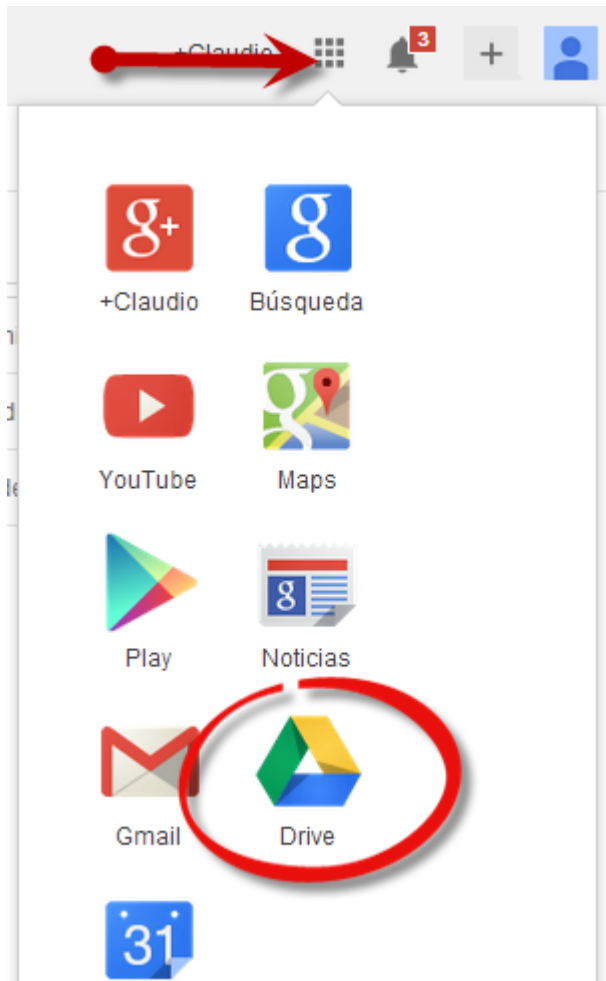 +Claudio
3
+
g+
g
+Claudio
Búsqueda
g
YouTube
Maps
g
Play
Noticias
Gmail
Drive
31